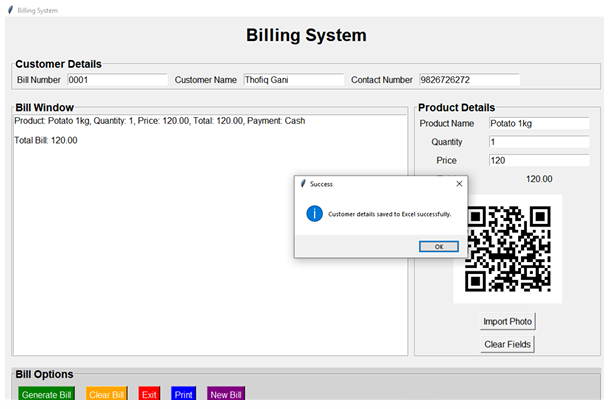 Billing System
Billing System
Customer Details
Bill Number 0001 Customer Name Thofiq Gani Contact Number 9826726272
Bill Window
Product: Potato 1kg, Quantity: 1, Price: 120.00, Total: 120.00, Payment: Cash
Total Bill: 120.00
Product Details
Product Name Potato 1kg
Quantity 1
Price 120
120.00
Success
Customer details saved to Excel successfully.
OK
Import Photo
Clear Fields
Bill Options
Generate Bill Clear Bill Exit Print New Bill